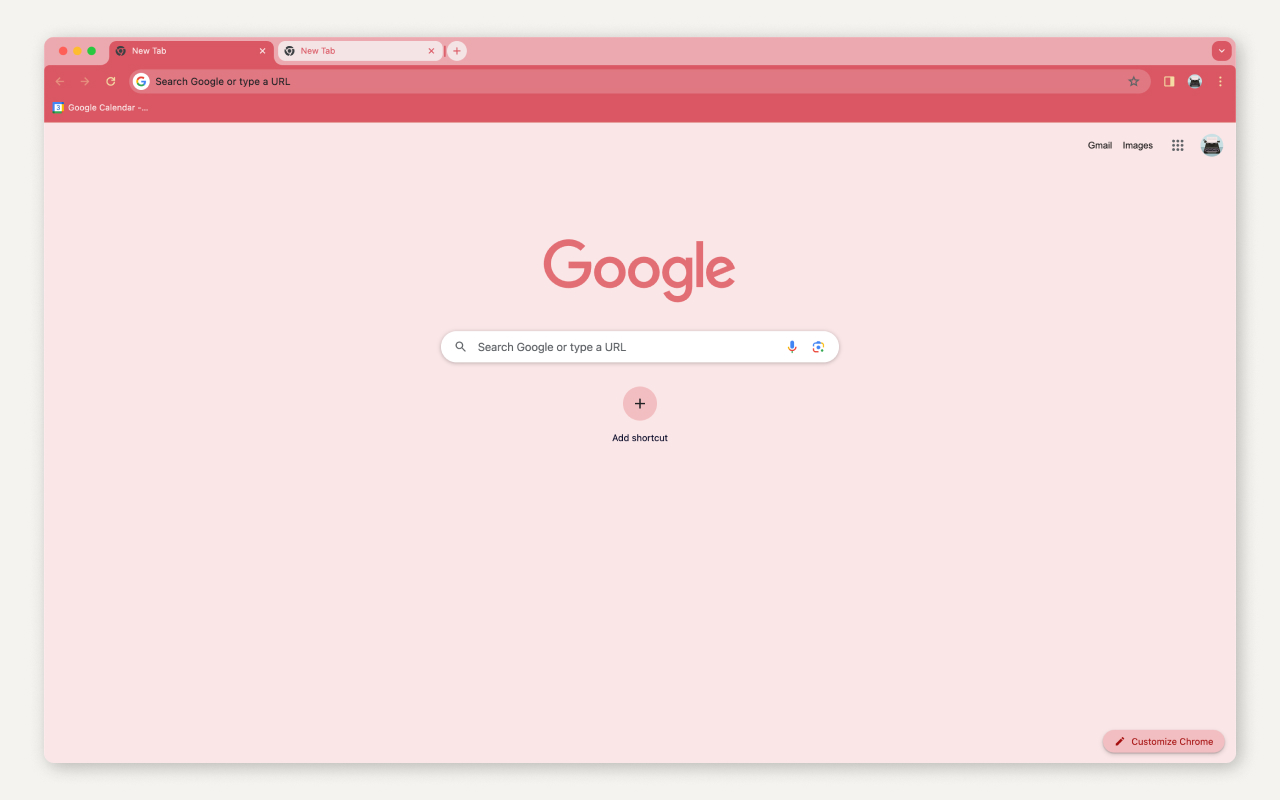 New Tab
New Tab
Search Google or type a URL
3
Google Calendar -...
Gmail
Images
Google
Search Google or type a URL
Add shortcut
Customize Chrome